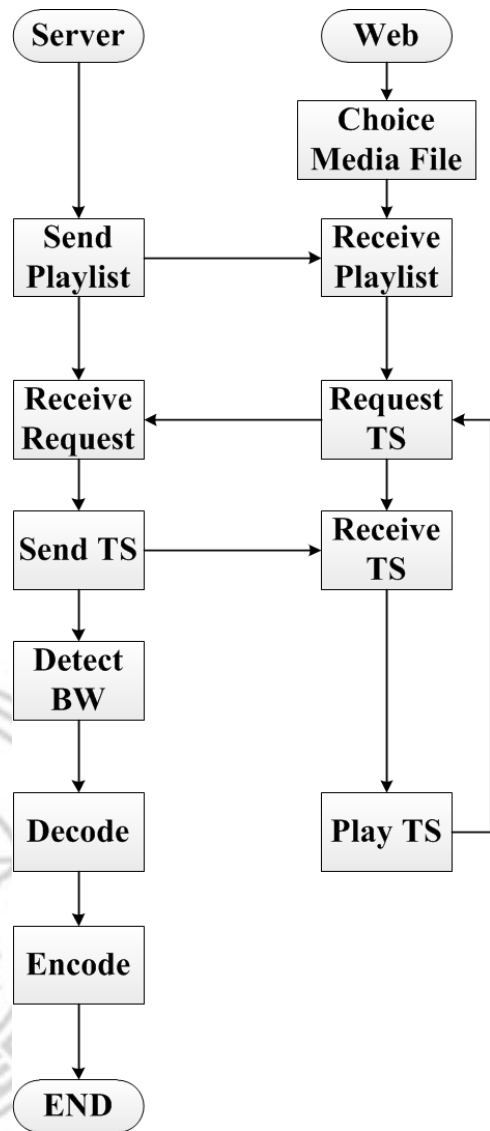 Server
Web
Choice
Media File
Send
Playlist
Receive
Playlist
Receive
Request
Request
TS
Send TS
Receive
TS
Detect
BW
Decode
Play TS
Encode
END